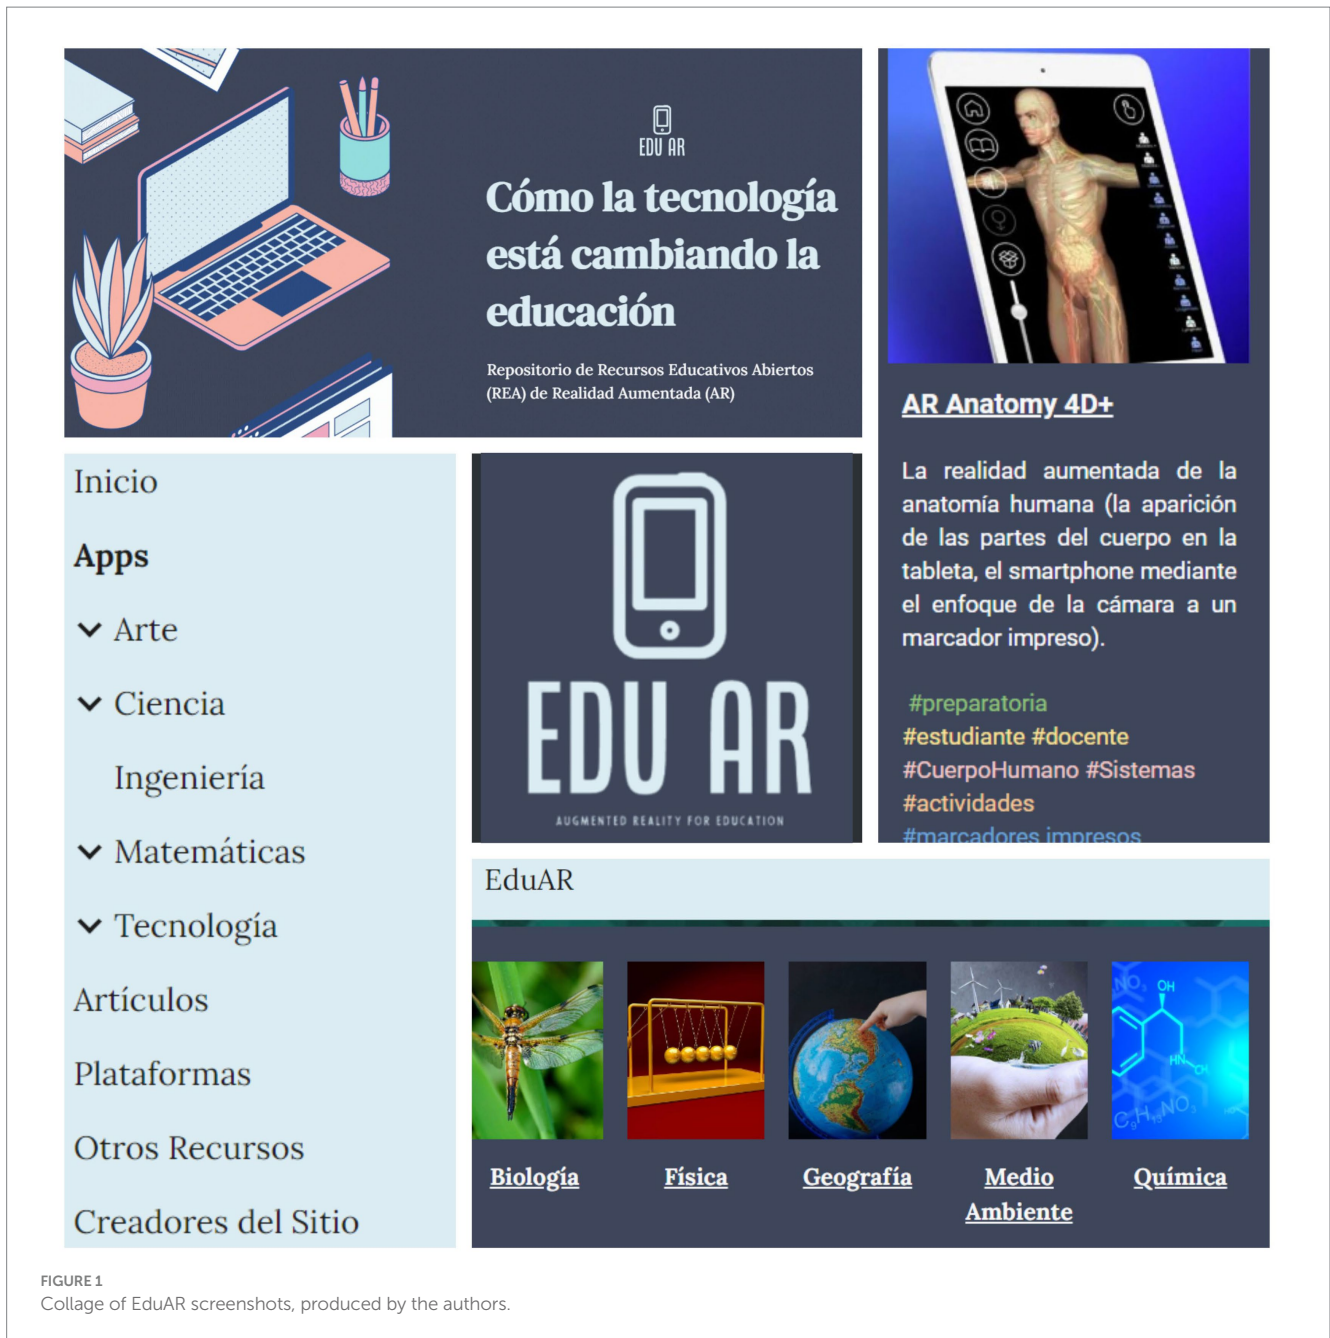 EDU AR
Cómo la tecnología
está cambiando la
educación
Repositorio de Recursos Educativos Abiertos
(REA) de Realidad Aumentada (AR)
AR Anatomy 4D+
La realidad aumentada de la
anatomía humana (la aparición
de las partes del cuerpo en la
tableta, el smartphone mediante
el enfoque de la cámara a un
marcador impreso).
#preparatoria
#estudiante #docente
#CuerpoHumano #Sistemas
#actividades
#marcadores impresos
Inicio
Apps
Arte
Ciencia
Ingeniería
Matemáticas
Tecnología
Artículos
Plataformas
Otros Recursos
Creadores del Sitio
EDU AR
AUGMENTED REALITY FOR EDUCATION
EduAR
NO₃
OH
HN
CH
C₉H₁₃NO₃
Biología
Física
Geografía
Medio
Ambiente
Química
FIGURE 1
Collage of EduAR screenshots, produced by the authors.